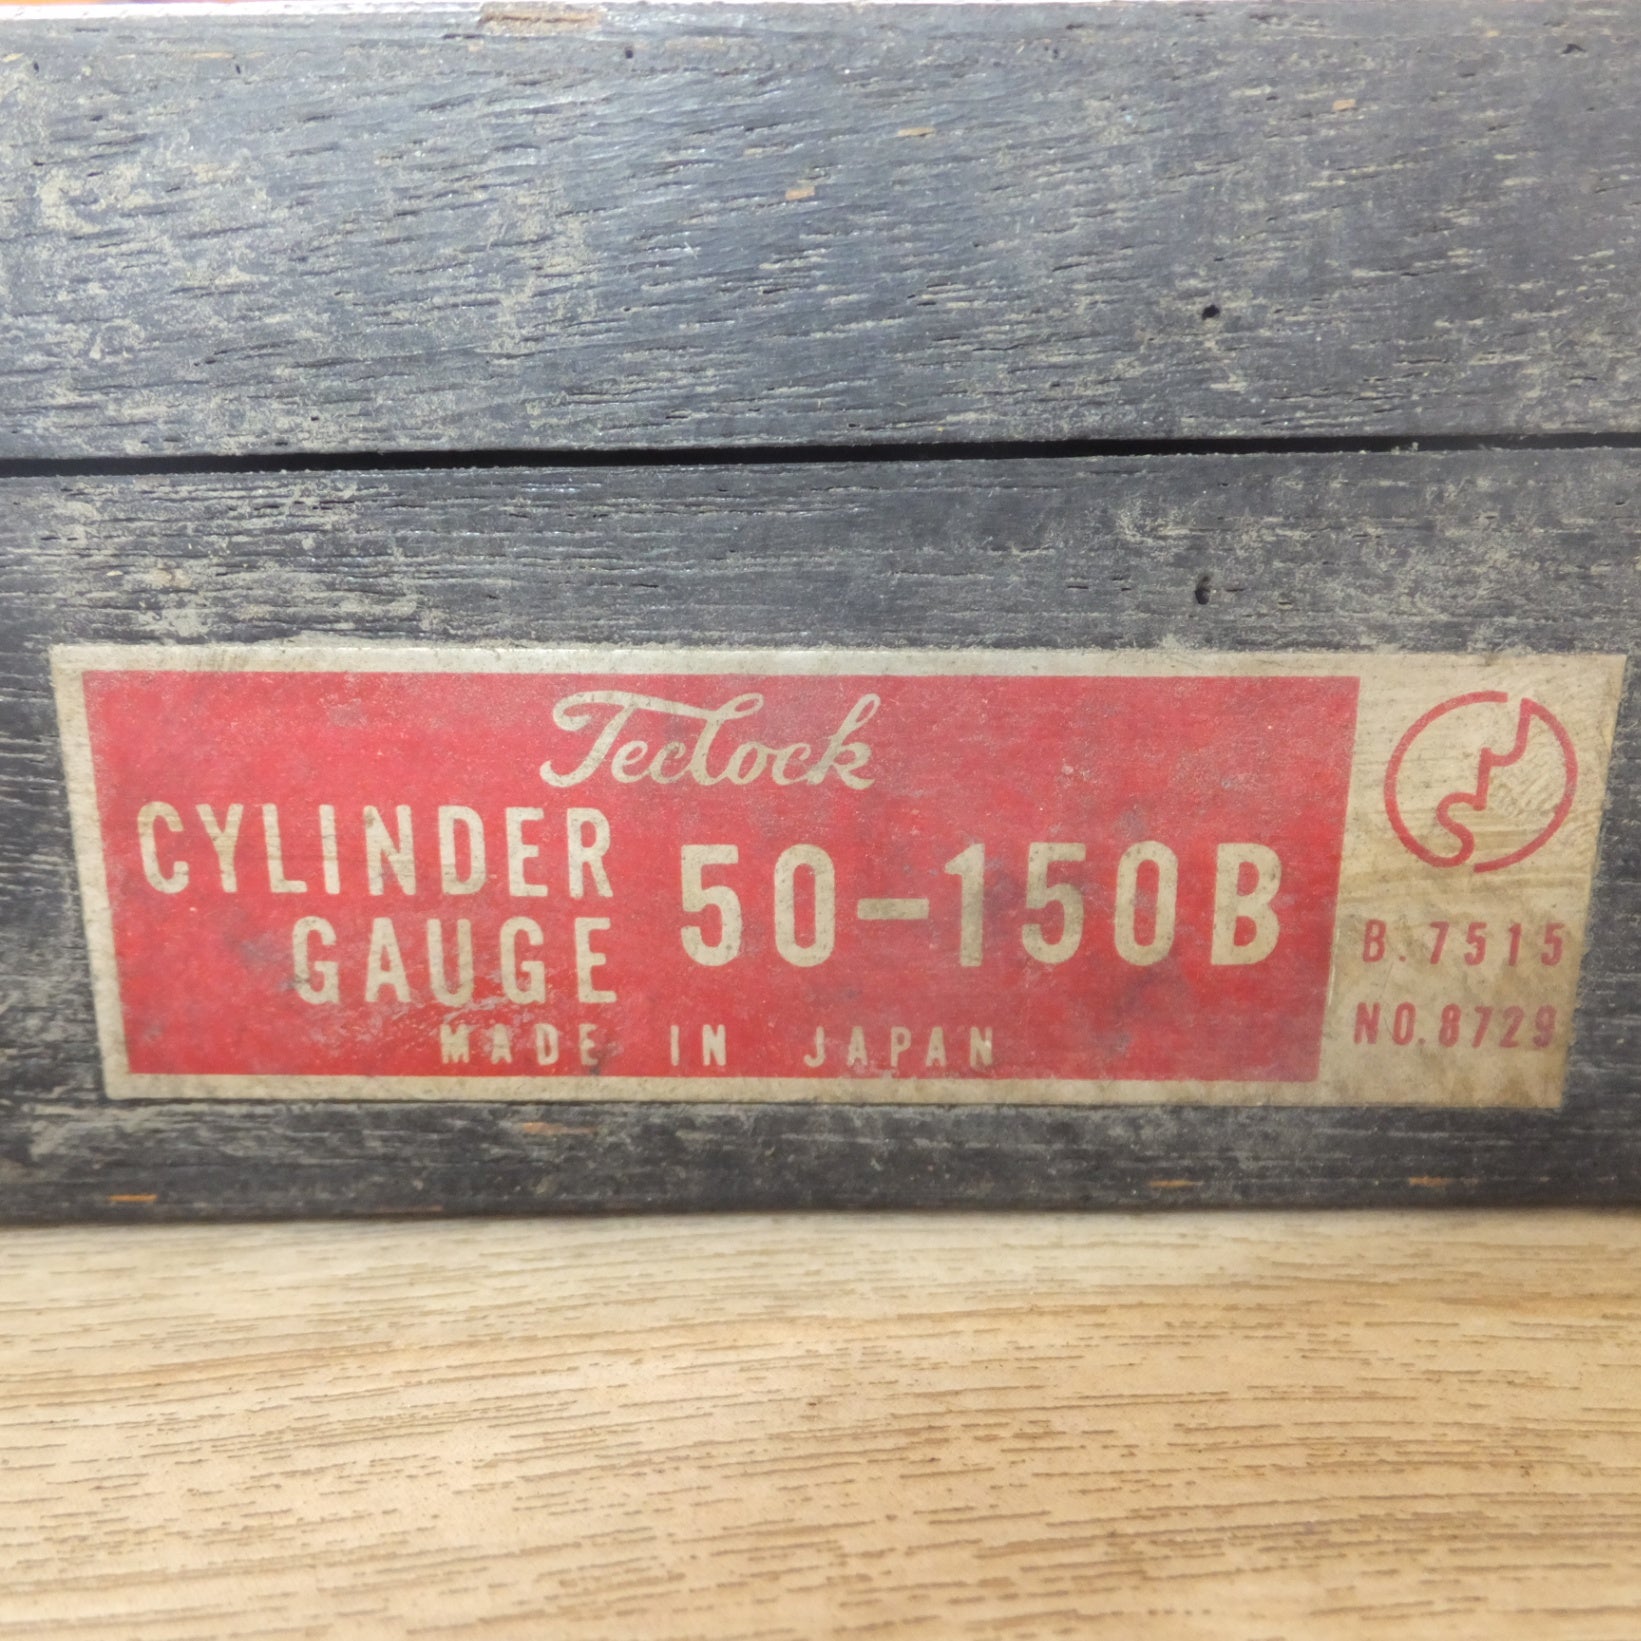 Teclock
CYLINDER
GAUGE
50-150B
MADE IN JAPAN
B.7515
NO.8729